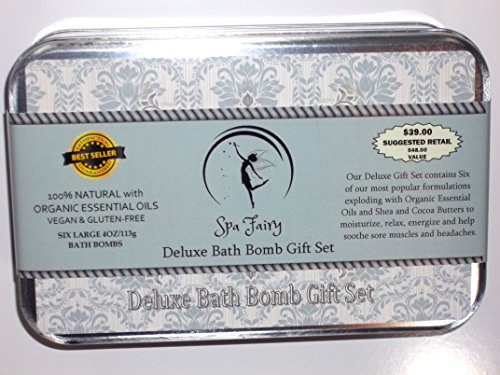 BEST SELLER
100% NATURAL with
ORGANIC ESSENTIAL OILS
VEGAN & GLUTEN-FREE
SIX LARGE 4OZ/113g
BATH BOMBS
Spa Fairy
Deluxe Bath Bomb Gift Set
$39.00
SUGGESTED RETAIL
$48.00
VALUE
Our Deluxe Gift Set contains Six
of our most popular formulations
exploding with Organic Essential
Oils and Shea and Cocoa Butters to
moisturize, relax, energize and help
soothe sore muscles and headaches.
Deluxe Bath Bomb Gift Set